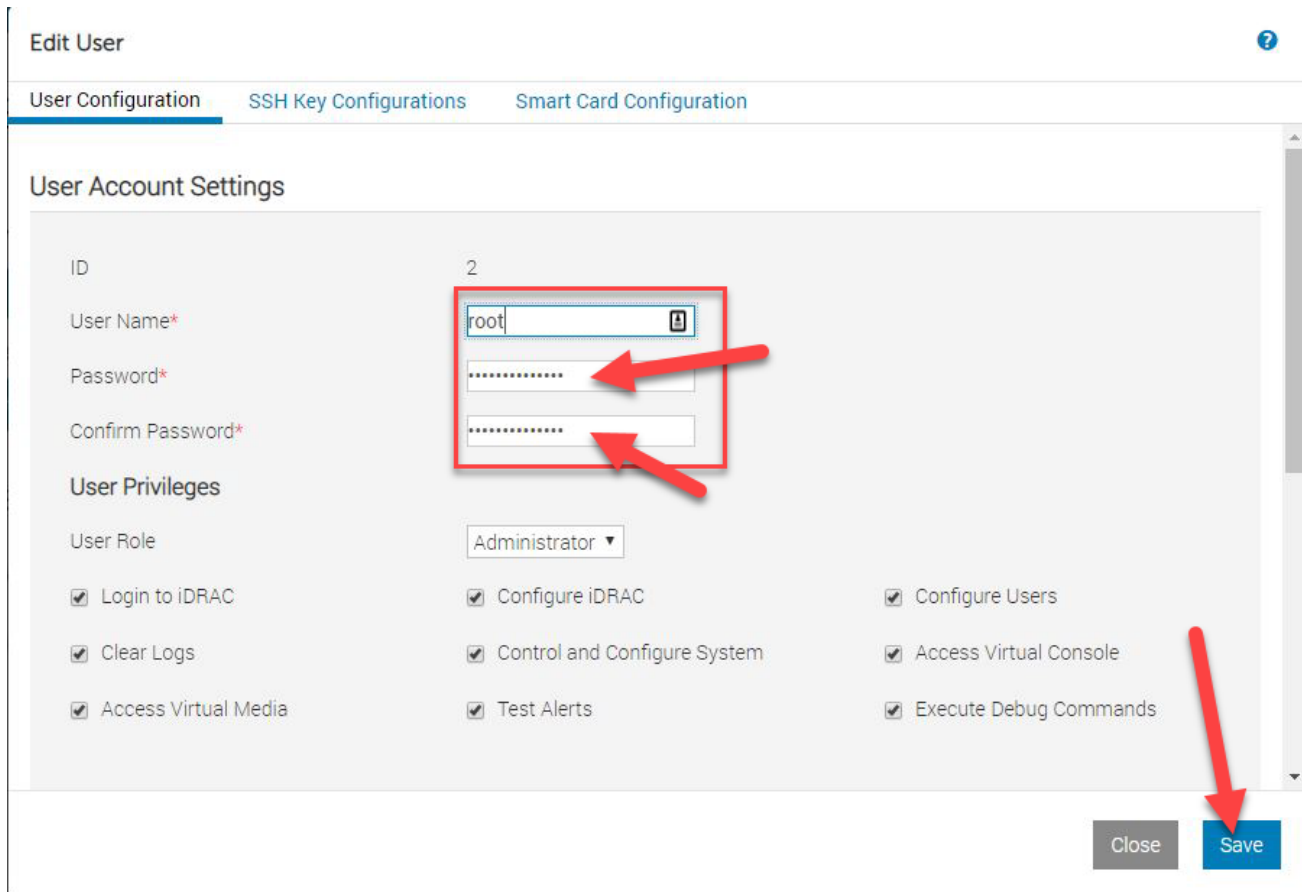 Edit User
?
User Configuration SSH Key Configurations Smart Card Configuration
User Account Settings
ID 2
User Name* root
Password* ••••••••••••••
Confirm Password* ••••••••••••••
User Privileges
User Role Administrator
Login to iDRAC Configure iDRAC Configure Users
Clear Logs Control and Configure System Access Virtual Console
Access Virtual Media Test Alerts Execute Debug Commands
Close Save